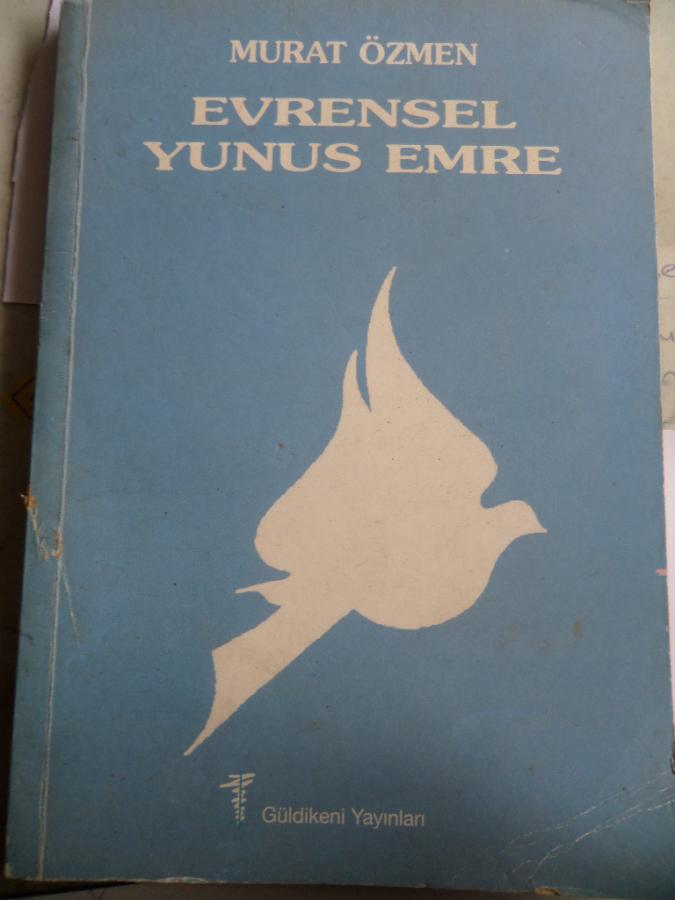 MURAT ÖZMEN
EVRENSEL
YUNUS EMRE
Güldikeni Yayınları